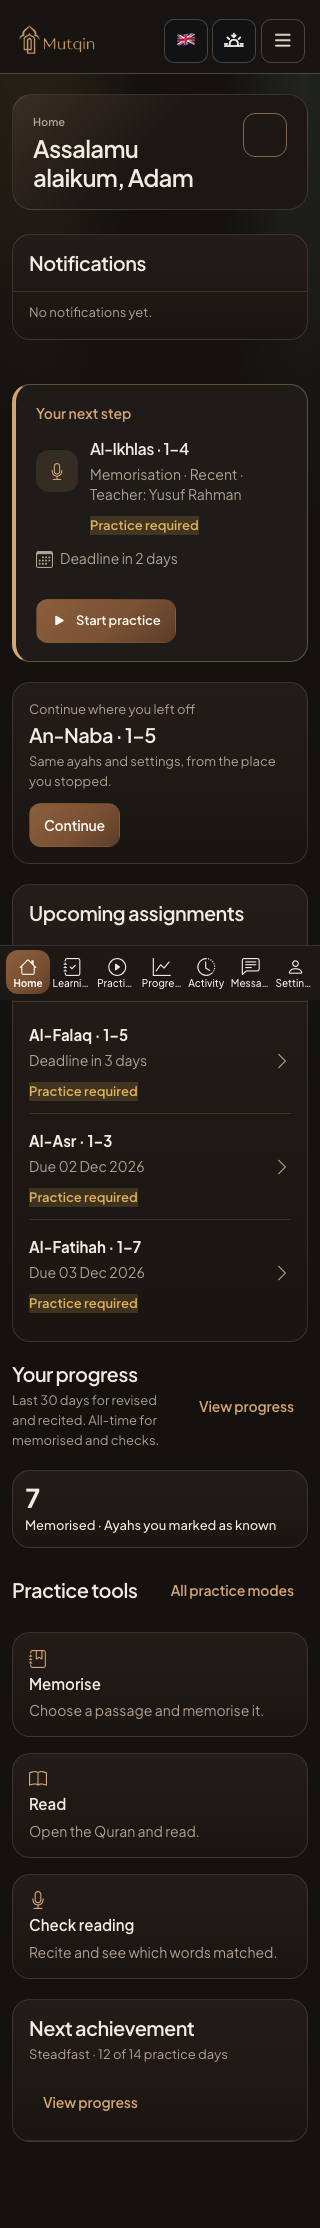 Mutqin
Home
Assalamu
alaikum, Adam
Notifications
No notifications yet.
Your next step
Al-Ikhlas · 1–4
Memorisation · Recent ·
Teacher: Yusuf Rahman
Practice required
Deadline in 2 days
Start practice
Continue where you left off
An-Naba · 1–5
Same ayahs and settings, from the place
you stopped.
Continue
Upcoming assignments
Home Learni... Practi... Progre... Activity Messa... Settin...
Al-Falaq · 1–5
Deadline in 3 days
Practice required
Al-Asr · 1–3
Due 02 Dec 2026
Practice required
Al-Fatihah · 1–7
Due 03 Dec 2026
Practice required
Your progress
Last 30 days for revised
and recited. All-time for
memorised and checks.
View progress
7
Memorised · Ayahs you marked as known
Practice tools
All practice modes
Memorise
Choose a passage and memorise it.
Read
Open the Quran and read.
Check reading
Recite and see which words matched.
Next achievement
Steadfast · 12 of 14 practice days
View progress